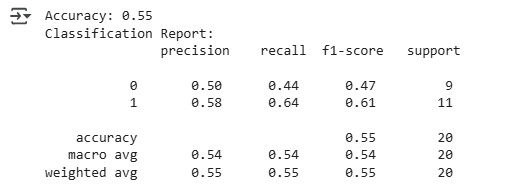 Accuracy: 0.55
Classification Report:
precision recall f1-score support
0 0.50 0.44 0.47 9
1 0.58 0.64 0.61 11
accuracy 0.55 20
macro avg 0.54 0.54 0.54 20
weighted avg 0.55 0.55 0.55 20